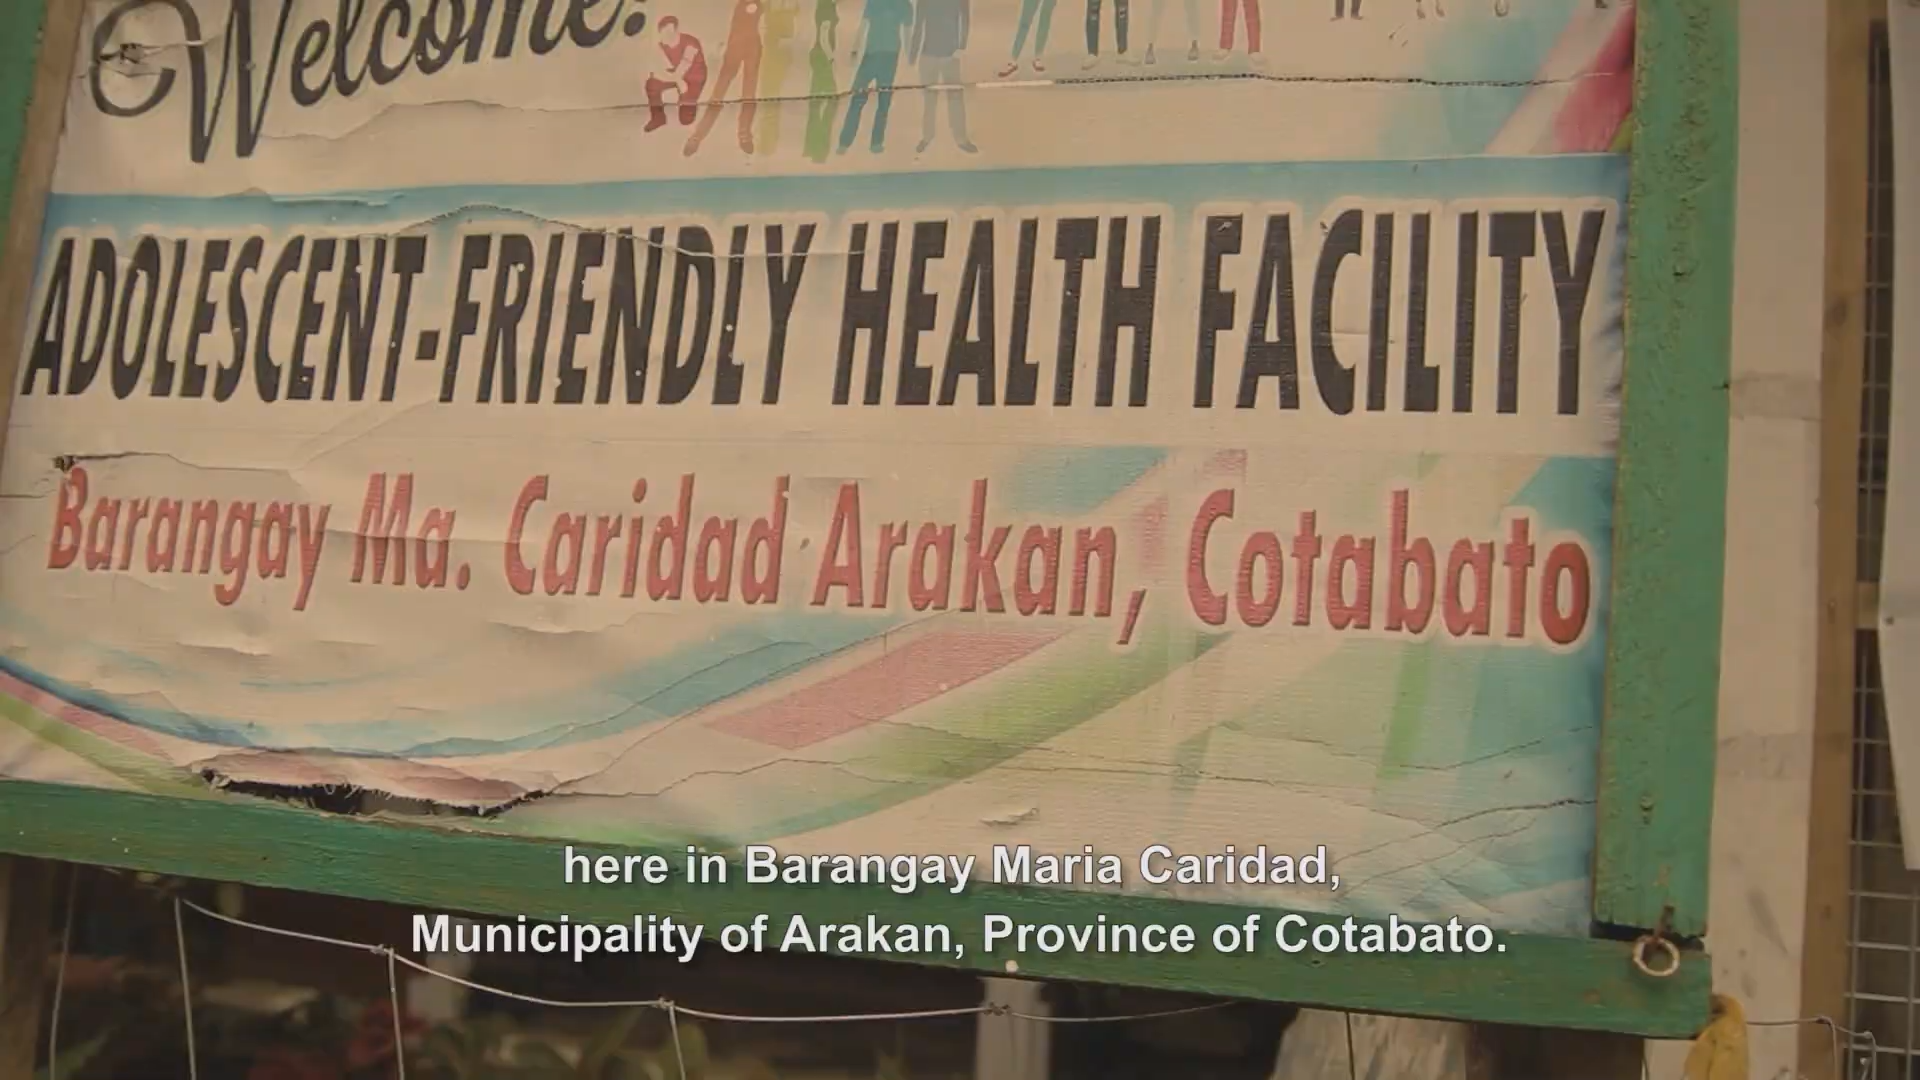 Welcome!
ADOLESCENT-FRIENDLY HEALTH FACILITY
Barangay Ma. Caridad Arakan, Cotabato
here in Barangay Maria Caridad,
Municipality of Arakan, Province of Cotabato.